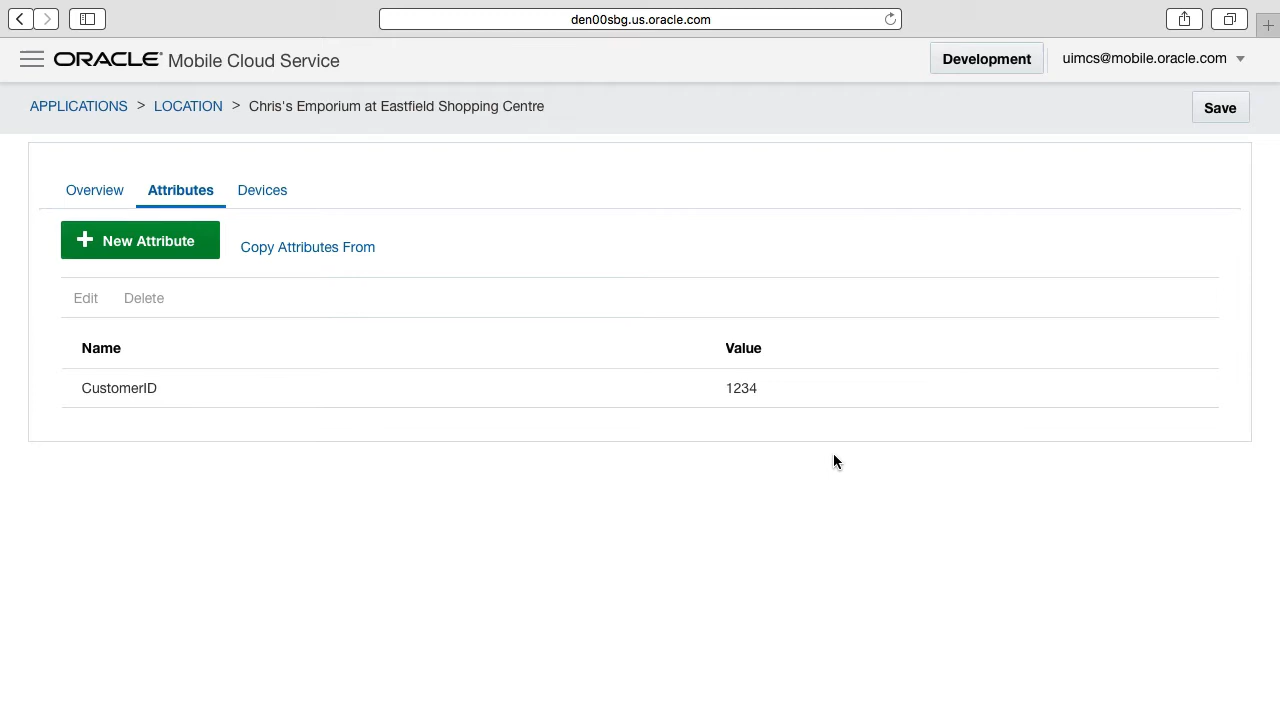 den00sbg.us.oracle.com
ORACLE Mobile Cloud Service Development uimcs@mobile.oracle.com
APPLICATIONS > LOCATION > Chris's Emporium at Eastfield Shopping Centre Save
Overview Attributes Devices
New Attribute Copy Attributes From
Edit Delete
Name Value
CustomerID 1234